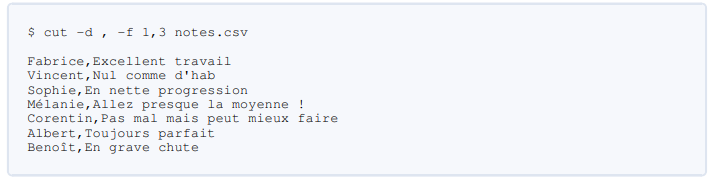 $ cut -d , -f 1,3 notes.csv
Fabrice,Excellent travail
Vincent,Nul comme d'hab
Sophie,En nette progression
Mélanie,Allez presque la moyenne !
Corentin,Pas mal mais peut mieux faire
Albert,Toujours parfait
Benoît,En grave chute